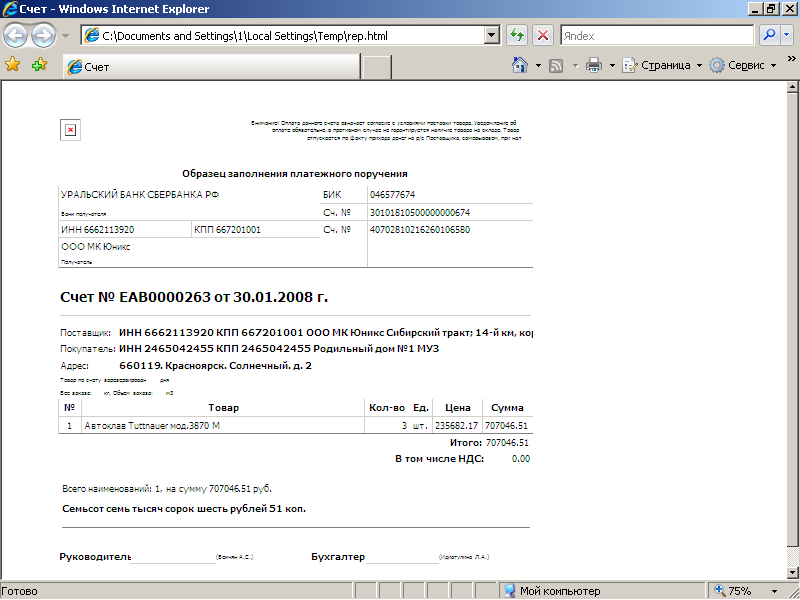 Счет - Windows Internet Explorer
C:\Documents and Settings\1\Local Settings\Temp\rep.html
Yandex
Счет
Страница
Сервис
Внимание! Оплата данного счета означает согласие с условиями поставки товара. Уведомление об
оплате обязательно, в противном случае не гарантируется наличие товара на складе. Товар
отпускается по факту прихода денег на р/с Поставщика, самовывозом, при нал
Образец заполнения платежного поручения
УРАЛЬСКИЙ БАНК СБЕРБАНКА РФ БИК 046577674
Банк получателя Сч. № 30101810500000000674
ИНН 6662113920 КПП 667201001 Сч. № 40702810216260106580
ООО МК Юникс
Получатель
Счет № ЕАВ0000263 от 30.01.2008 г.
Поставщик: ИНН 6662113920 КПП 667201001 ООО МК Юникс Сибирский тракт; 14-й км, кор
Покупатель: ИНН 2465042455 КПП 2465042455 Родильный дом №1 МУЗ
Адрес: 660119. Красноярск. Солнечный. д. 2
Товар по счету зарезервирован дня
Вес заказа: кг, Объем заказа: м3
№ Товар Кол-во Ед. Цена Сумма
1 Автоклав Tuttnauer мод.3870 М 3 шт. 235682.17 707046.51
Итого: 707046.51
В том числе НДС: 0.00
Всего наименований: 1, на сумму 707046.51 руб.
Семьсот семь тысяч сорок шесть рублей 51 коп.
Руководитель Бухгалтер
Готово
Мой компьютер
75%